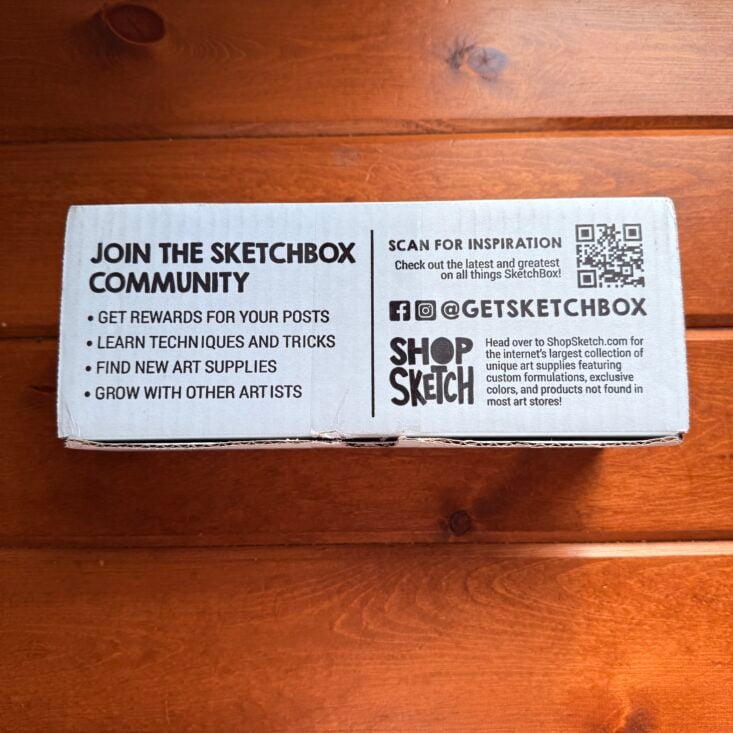 JOIN THE SKETCHBOX
COMMUNITY
• GET REWARDS FOR YOUR POSTS
• LEARN TECHNIQUES AND TRICKS
• FIND NEW ART SUPPLIES
• GROW WITH OTHER ARTISTS
SCAN FOR INSPIRATION
Check out the latest and greatest
on all things SketchBox!
@GETSKETCHBOX
SHOP
SKETCH
Head over to ShopSketch.com for
the internet's largest collection of
unique art supplies featuring
custom formulations, exclusive
colors, and products not found in
most art stores!